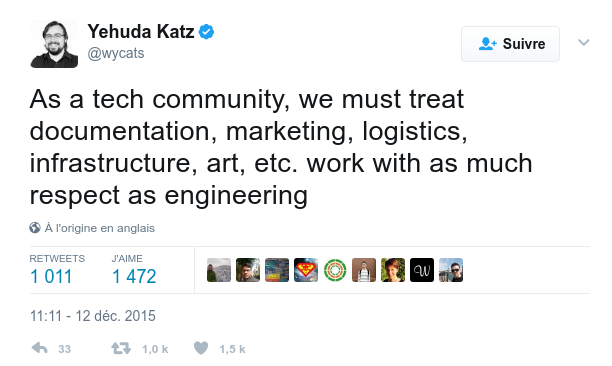 Yehuda Katz
@wycats
Suivre
As a tech community, we must treat
documentation, marketing, logistics,
infrastructure, art, etc. work with as much
respect as engineering
À l'origine en anglais
RETWEETS J'AIME
1 011 1 472
W
11:11 - 12 déc. 2015
33 1,0 k 1,5 k